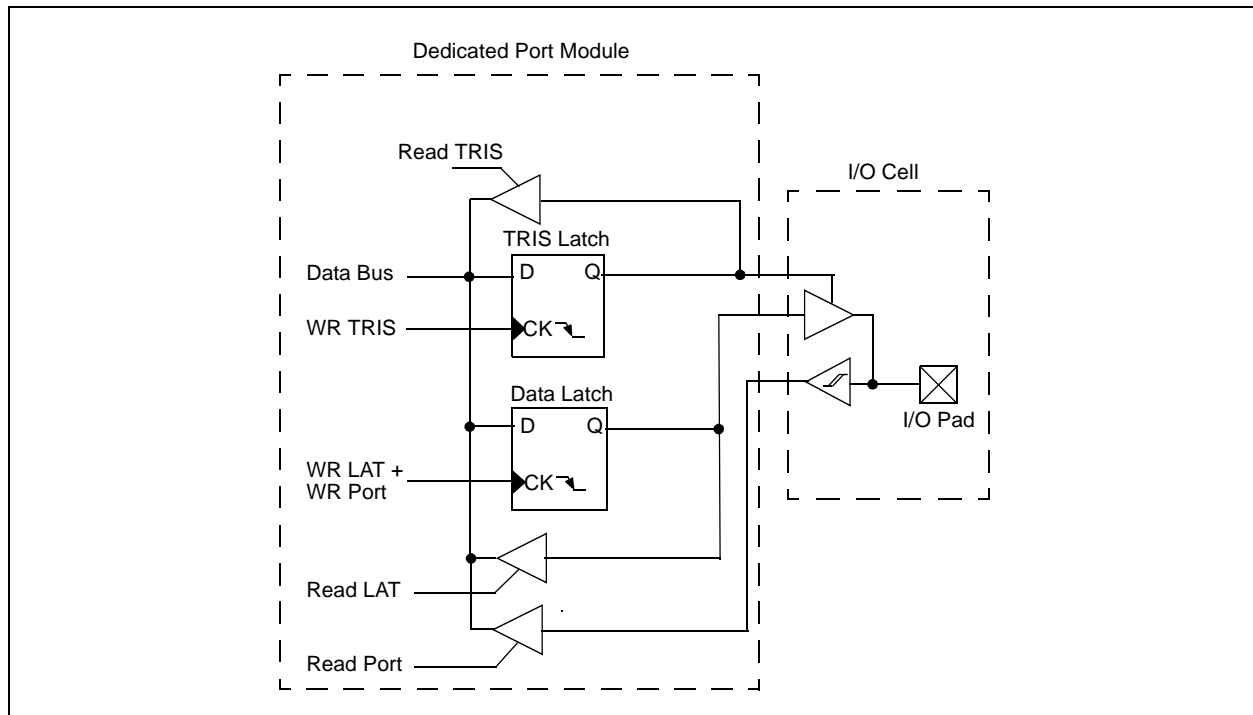 Dedicated Port Module
Read TRIS
I/O Cell
TRIS Latch
Data Bus
D
Q
WR TRIS
CK
Data Latch
I/O Pad
D
Q
WR LAT +
WR Port
CK
Read LAT
Read Port